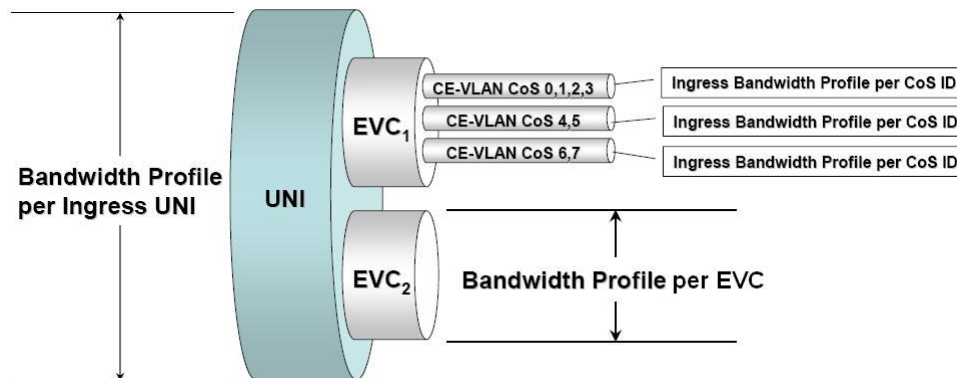 CE-VLAN CoS 0,1,2,3
Ingress Bandwidth Profile per CoS ID
EVC1
CE-VLAN CoS 4,5
Ingress Bandwidth Profile per CoS ID
CE-VLAN CoS 6,7
Ingress Bandwidth Profile per CoS ID
Bandwidth Profile
per Ingress UNI
UNI
EVC2
Bandwidth Profile per EVC